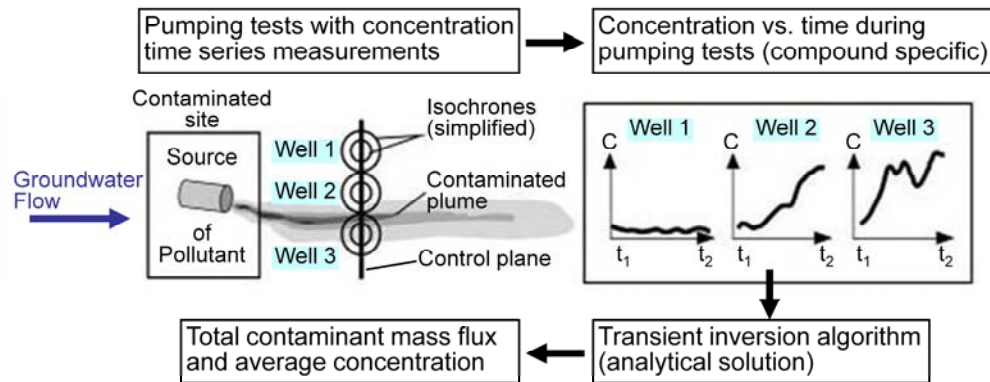 Pumping tests with concentration
time series measurements
Concentration vs. time during
pumping tests (compound specific)
Contaminated
site
Source
of
Pollutant
Groundwater
Flow
Well 1
Well 2
Well 3
Isochrones
(simplified)
Contaminated
plume
Control plane
Well 1
C
t₁
t₂
Well 2
C
t₁
t₂
Well 3
C
t₁
t₂
Total contaminant mass flux
and average concentration
Transient inversion algorithm
(analytical solution)